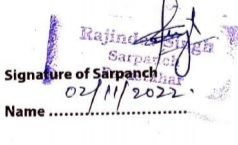 Rajinder Singh
Sarpanch
Signature of Sarpanch
02/11/2022.
Name ..................................